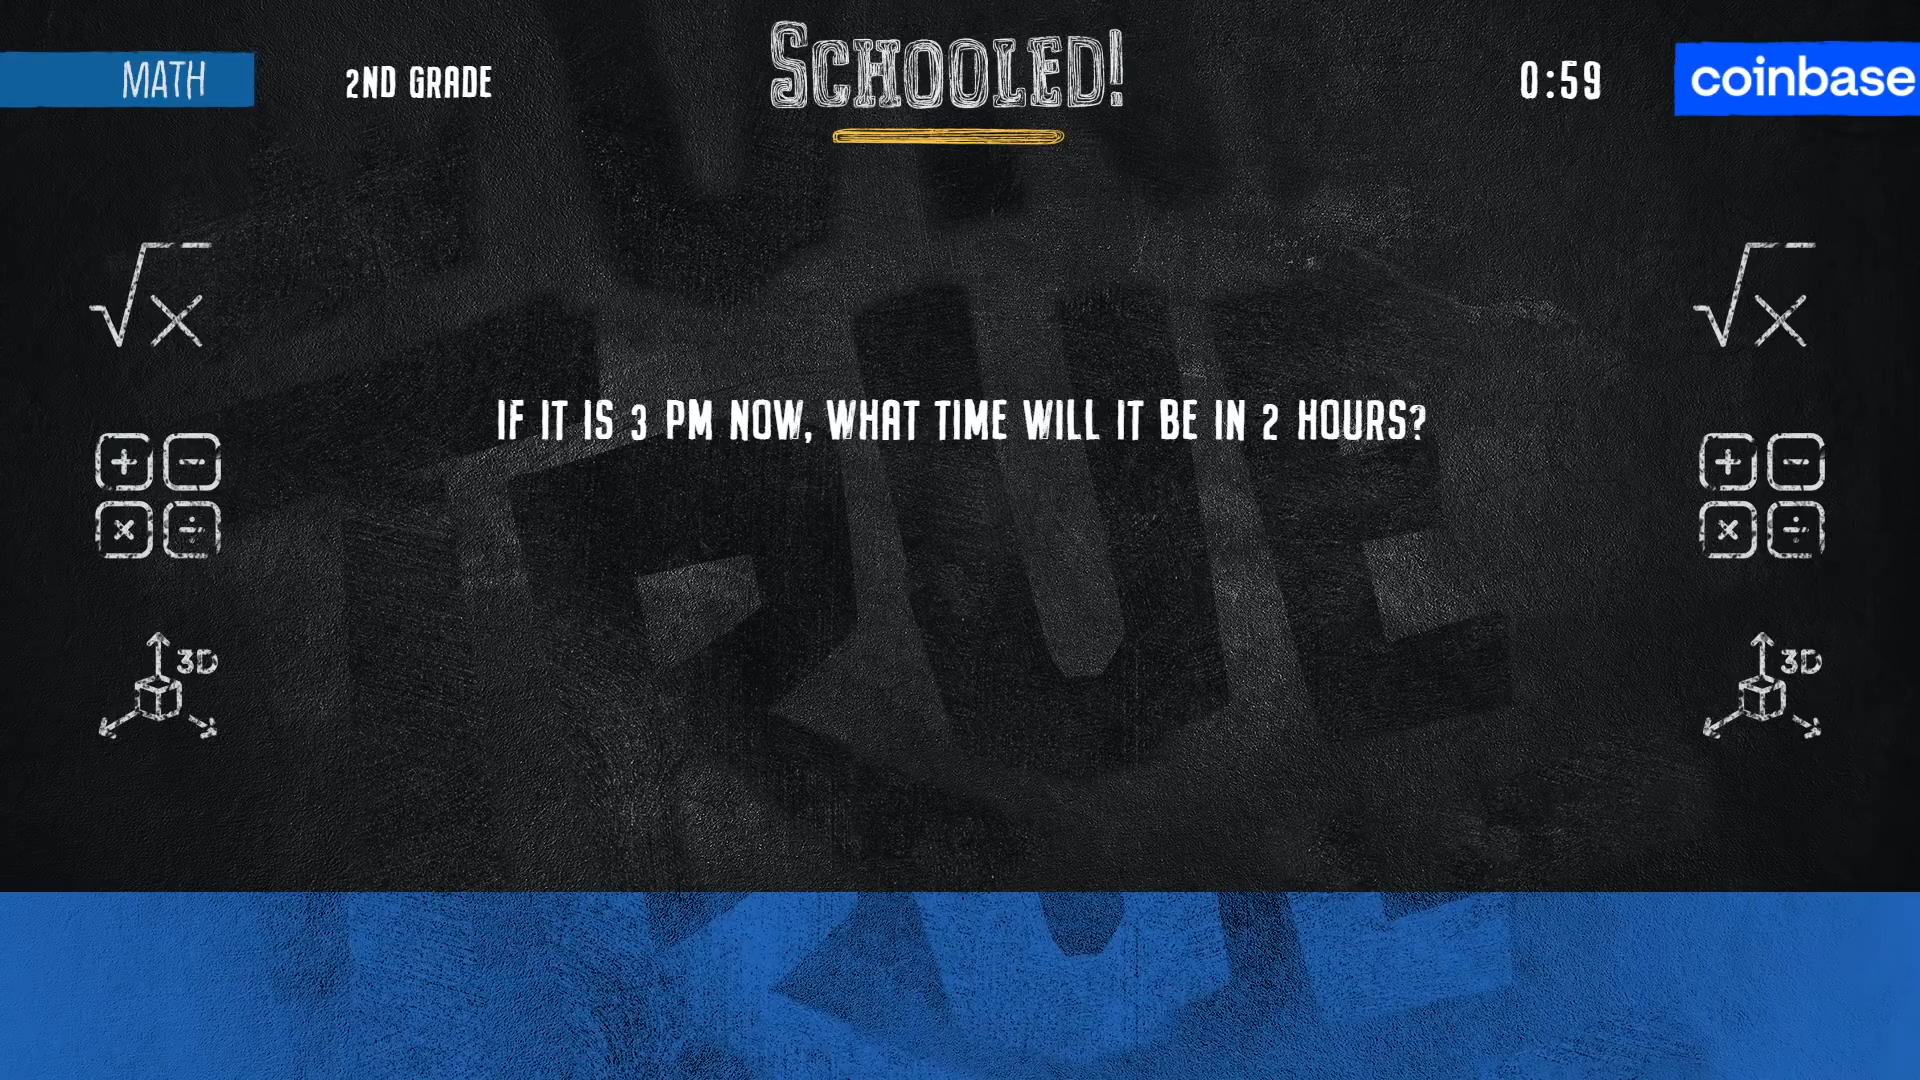 SCHOOLED!
MATH
2ND GRADE
0:59
coinbase
IF IT IS 3 PM NOW, WHAT TIME WILL IT BE IN 2 HOURS?
√x
+ −
× ÷
3D
√x
+ −
× ÷
3D
TRUE